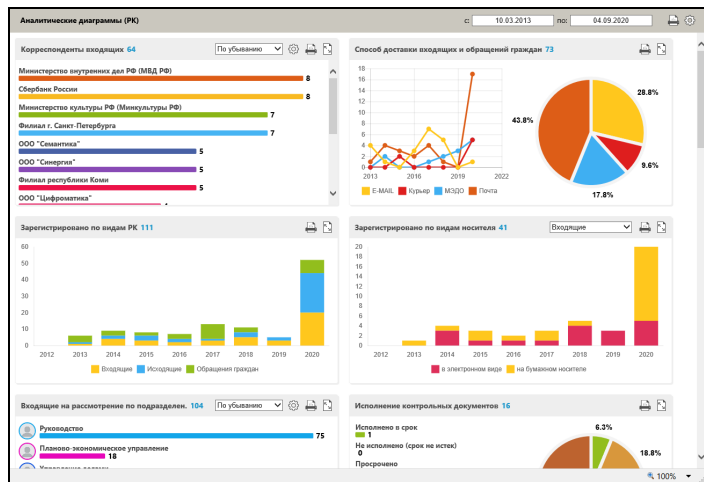 Аналитические диаграммы (РК)
с: 10.03.2013 по: 04.09.2020
Корреспонденты входящих 64
По убыванию
Министерство внутренних дел РФ (МВД РФ)
8
Сбербанк России
8
Министерство культуры РФ (Минкультуры РФ)
7
Филиал г. Санкт-Петербурга
7
ООО "Семантика"
5
ООО "Синергия"
5
Филиал республики Коми
5
ООО "Цифроматика"
Способ доставки входящих и обращений граждан 73
18
16
14
12
10
8
6
4
2
0
2013 2016 2019 2022
E-MAIL Курьер МЭДО Почта
28.8%
43.8%
9.6%
17.8%
Зарегистрировано по видам РК 111
60
50
40
30
20
10
0
2012 2013 2014 2015 2016 2017 2018 2019 2020
Входящие Исходящие Обращения граждан
Зарегистрировано по видам носителя 41
Входящие
20
18
16
14
12
10
8
6
4
2
0
2012 2013 2014 2015 2016 2017 2018 2019 2020
в электронном виде на бумажном носителе
Входящие на рассмотрение по подразделен. 104
По убыванию
Руководство
75
Планово-экономическое управление
18
Управление делами
Исполнение контрольных документов 16
Исполнено в срок
1
Не исполнено (срок не истек)
0
Просрочено
6.3%
18.8%
100%